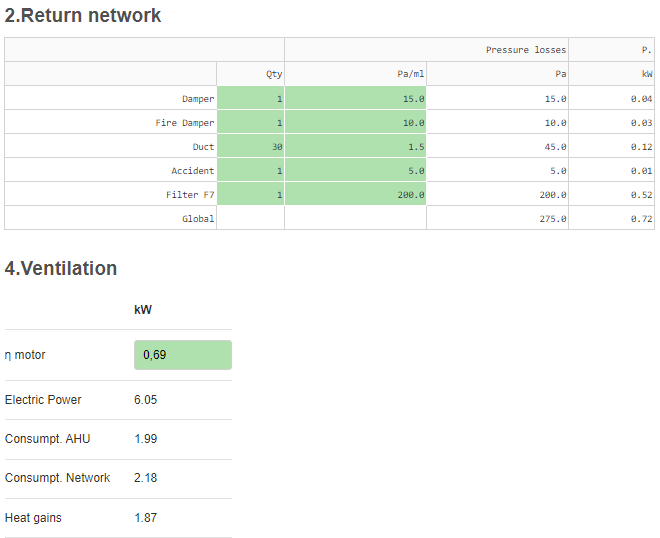 2.Return network
Pressure losses P.
Qty Pa/ml Pa kW
Damper 1 15.0 15.0 0.04
Fire Damper 1 10.0 10.0 0.03
Duct 30 1.5 45.0 0.12
Accident 1 5.0 5.0 0.01
Filter F7 1 200.0 200.0 0.52
Global 275.0 0.72
4.Ventilation
kW
η motor 0,69
Electric Power 6.05
Consumpt. AHU 1.99
Consumpt. Network 2.18
Heat gains 1.87